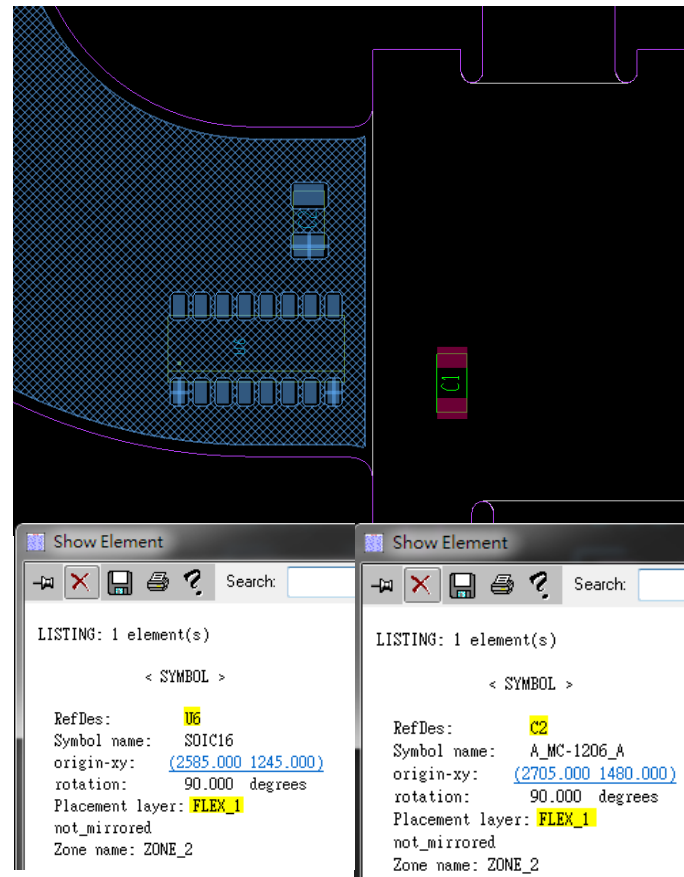 C2
U6
C1
Show Element
Search:
LISTING: 1 element(s)
< SYMBOL >
RefDes: U6
Symbol name: SOIC16
origin-xy: (2585.000 1245.000)
rotation: 90.000 degrees
Placement layer: FLEX_1
not_mirrored
Zone name: ZONE_2
Show Element
Search:
LISTING: 1 element(s)
< SYMBOL >
RefDes: C2
Symbol name: A_MC-1206_A
origin-xy: (2705.000 1480.000)
rotation: 90.000 degrees
Placement layer: FLEX_1
not_mirrored
Zone name: ZONE_2